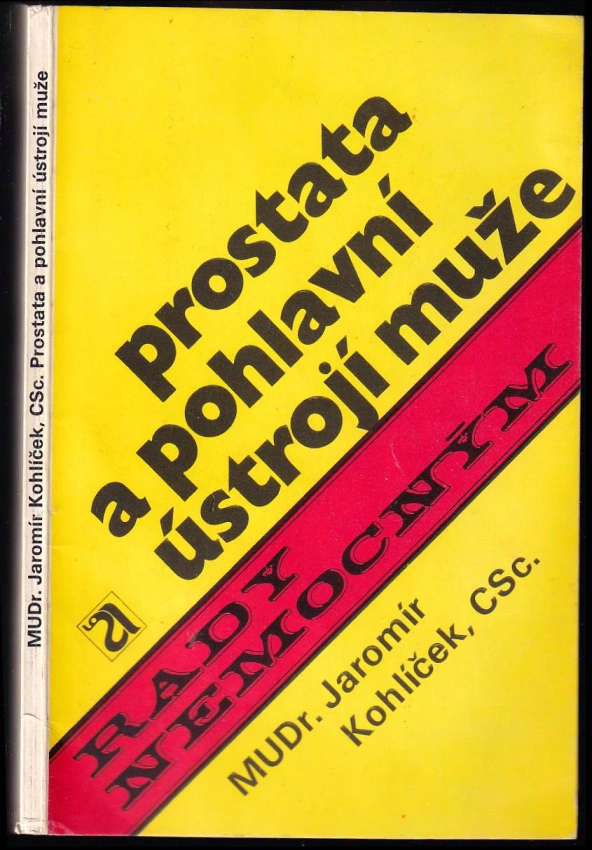 MUDr. Jaromír Kohlíček, CSc. Prostata a pohlavní ústrojí muže
prostata
a pohlavní
ústrojí muže
RADY
NEMOCNÝM
MUDr. Jaromír
Kohlíček, CSc.